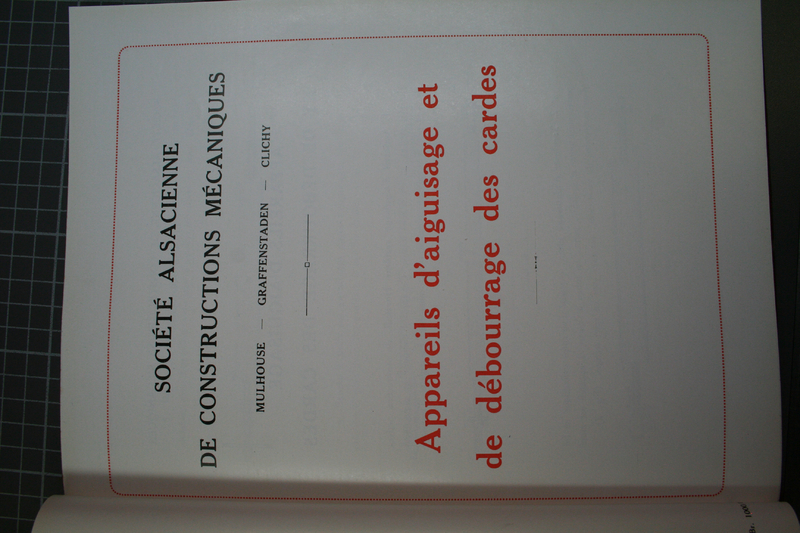 SOCIÉTÉ ALSACIENNE
DE CONSTRUCTIONS MÉCANIQUES
MULHOUSE — GRAFFENSTADEN — CLICHY
Appareils d'aiguisage et
de débourrage des cardes